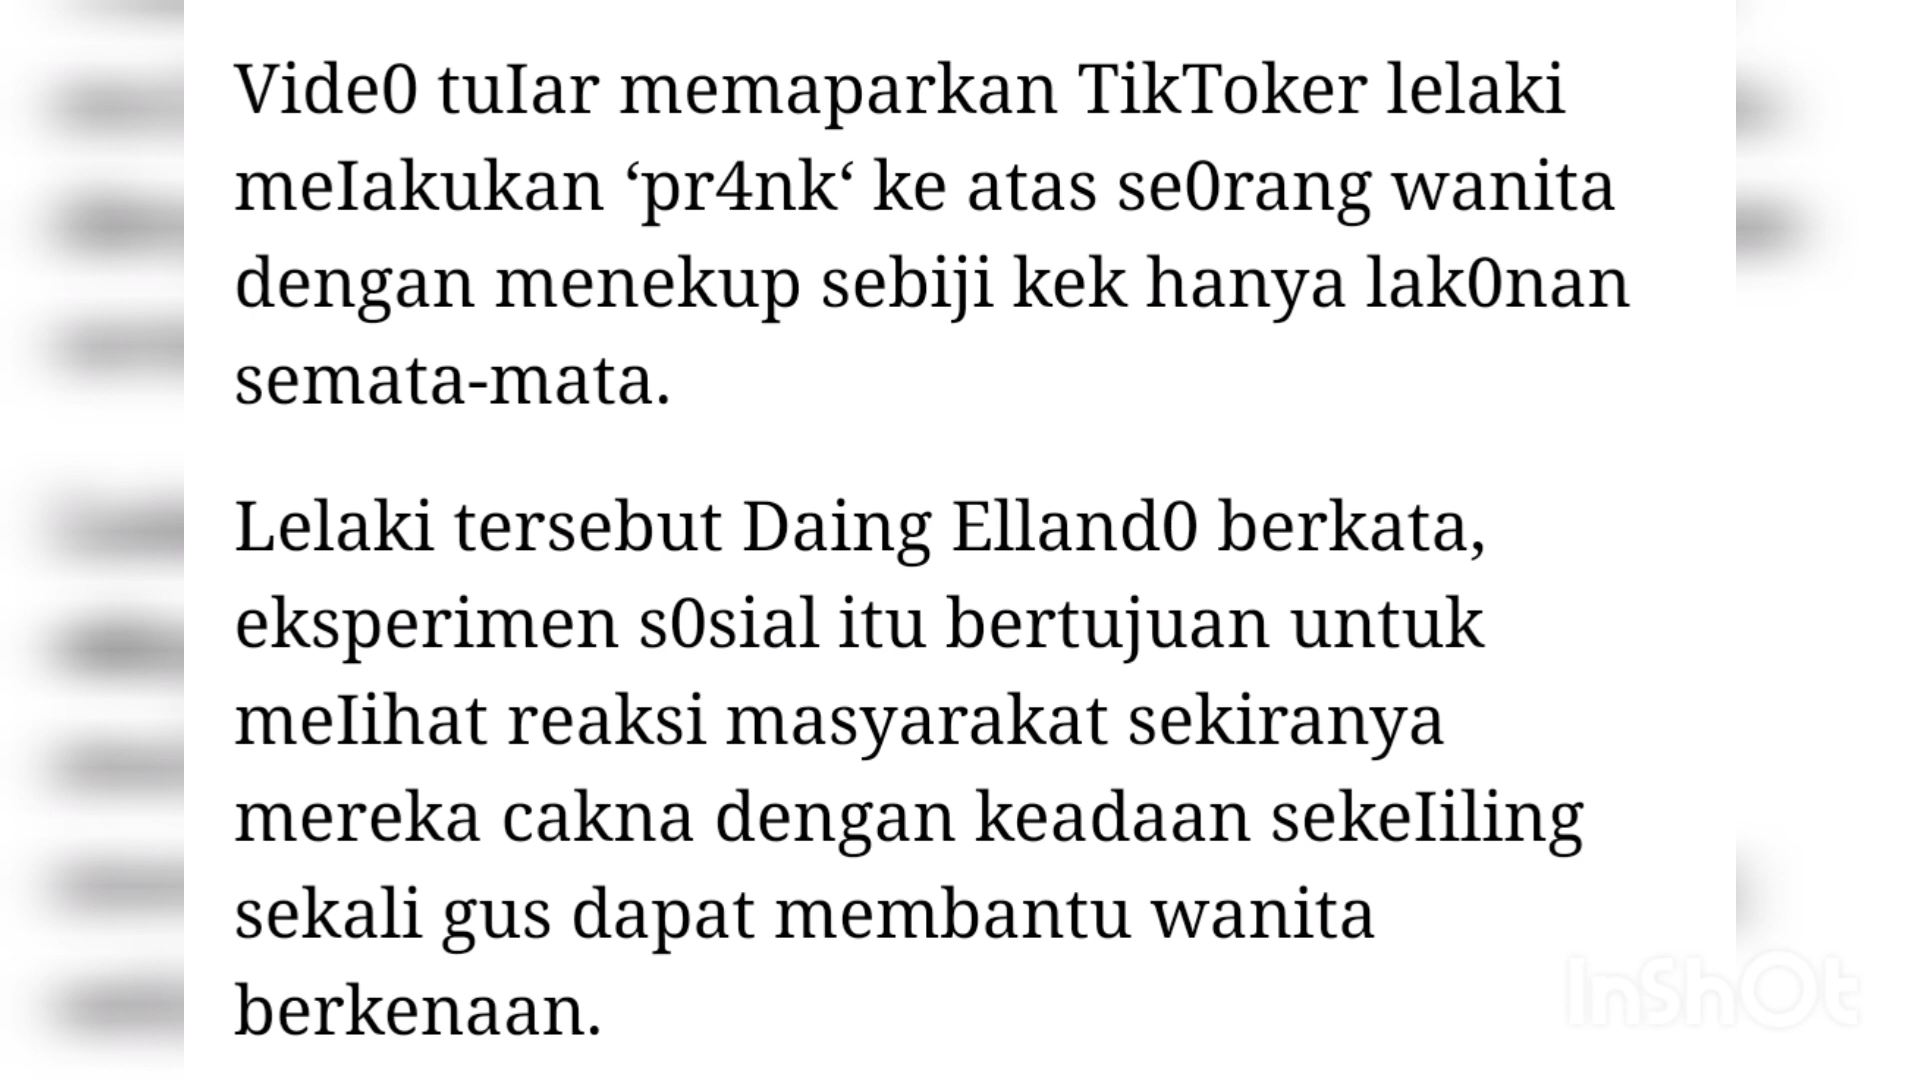 Vide0 tuIar memaparkan TikToker lelaki
meIakukan ‘pr4nk‘ ke atas se0rang wanita
dengan menekup sebiji kek hanya lak0nan
semata-mata.
Lelaki tersebut Daing Elland0 berkata,
eksperimen s0sial itu bertujuan untuk
meIihat reaksi masyarakat sekiranya
mereka cakna dengan keadaan sekeIiling
sekali gus dapat membantu wanita
berkenaan.
InShOt